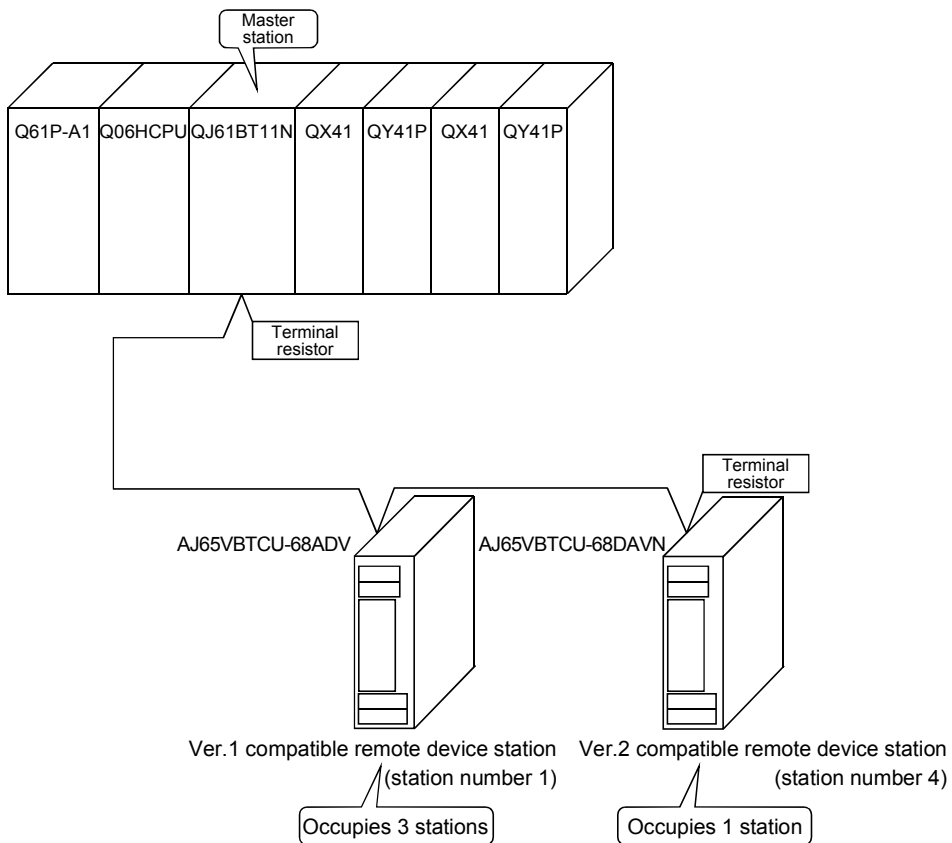 Master
station
Q61P-A1 Q06HCPU QJ61BT11N QX41 QY41P QX41 QY41P
Terminal
resistor
Terminal
resistor
AJ65VBTCU-68ADV
AJ65VBTCU-68DAVN
Ver.1 compatible remote device station
(station number 1)
Occupies 3 stations
Ver.2 compatible remote device station
(station number 4)
Occupies 1 station